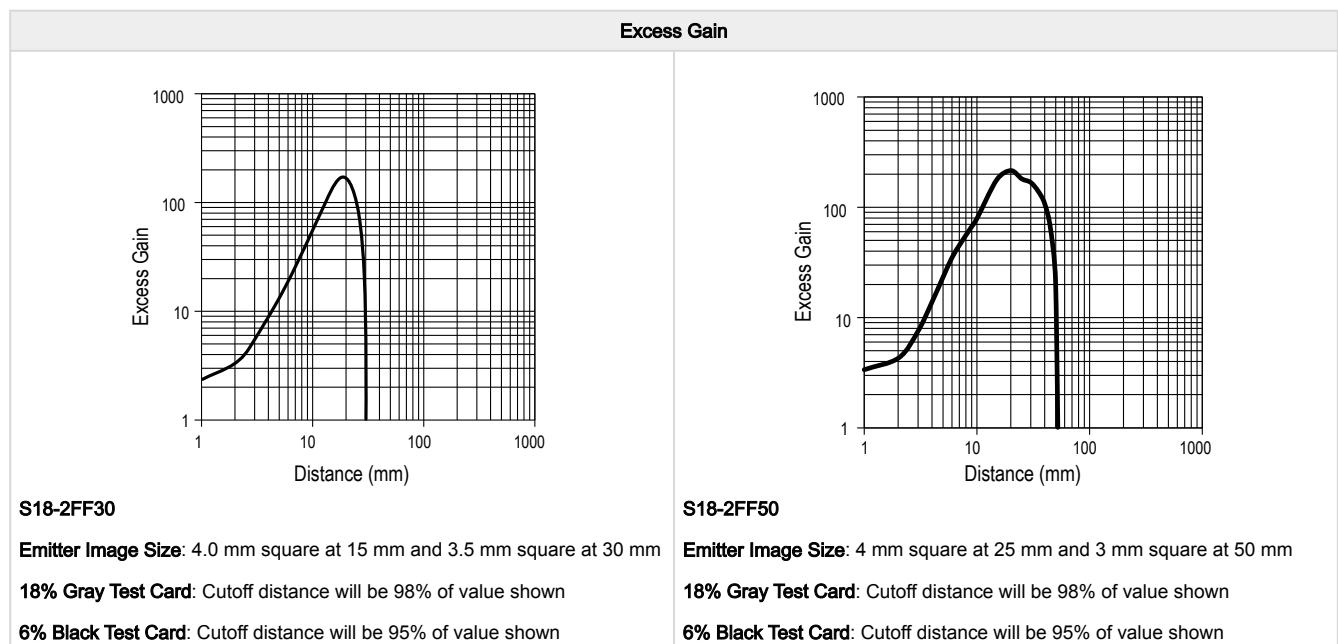 Excess Gain
1000
100
10
1
Excess Gain
1 10 100 1000
Distance (mm)
S18-2FF30
Emitter Image Size: 4.0 mm square at 15 mm and 3.5 mm square at 30 mm
18% Gray Test Card: Cutoff distance will be 98% of value shown
6% Black Test Card: Cutoff distance will be 95% of value shown
1000
100
10
1
Excess Gain
1 10 100 1000
Distance (mm)
S18-2FF50
Emitter Image Size: 4 mm square at 25 mm and 3 mm square at 50 mm
18% Gray Test Card: Cutoff distance will be 98% of value shown
6% Black Test Card: Cutoff distance will be 95% of value shown